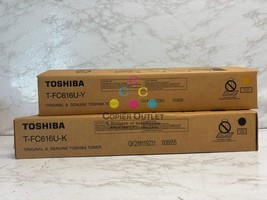 TOSHIBA
T-FC616U-Y
ORIGINAL & GENUINE TOSHIBA TONER
COPIER OUTLET
TOSHIBA
T-FC616U-K
ORIGINAL & GENUINE TOSHIBA TONER